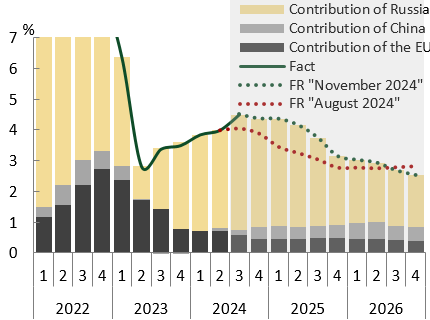 Contribution of Russia
Contribution of China
Contribution of the EU
Fact
FR "November 2024"
FR "August 2024"
%
7
6
5
4
3
2
1
0
1 2 3 4 1 2 3 4 1 2 3 4 1 2 3 4 1 2 3 4
2022 2023 2024 2025 2026